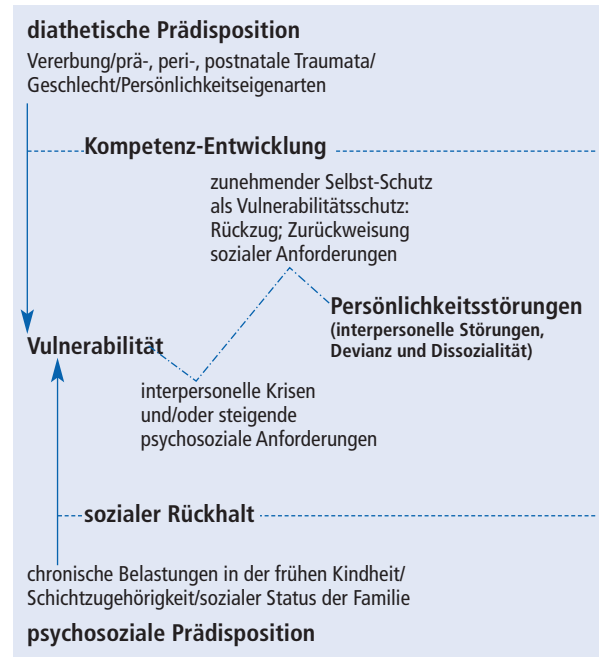 diathetische Prädisposition
Vererbung/prä-, peri-, postnatale Traumata/
Geschlecht/Persönlichkeitseigenarten
Kompetenz-Entwicklung
zunehmender Selbst-Schutz
als Vulnerabilitätsschutz:
Rückzug; Zurückweisung
sozialer Anforderungen
Persönlichkeitsstörungen
(interpersonelle Störungen,
Devianz und Dissozialität)
Vulnerabilität
interpersonelle Krisen
und/oder steigende
psychosoziale Anforderungen
sozialer Rückhalt
chronische Belastungen in der frühen Kindheit/
Schichtzugehörigkeit/sozialer Status der Familie
psychosoziale Prädisposition